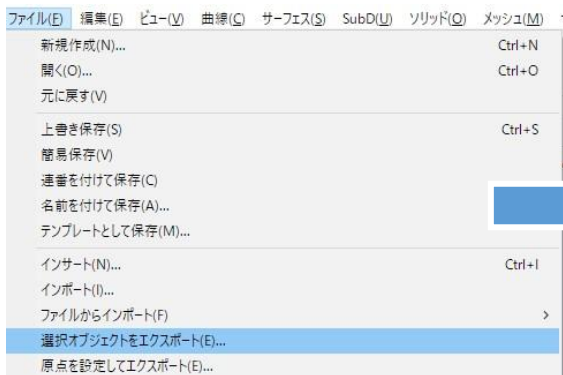 ファイル(F) 編集(E) ビュー(V) 曲線(C) サーフェス(S) SubD(U) ソリッド(O) メッシュ(M)
新規作成(N)... Ctrl+N
開く(O)... Ctrl+O
元に戻す(V)
上書き保存(S) Ctrl+S
簡易保存(V)
連番を付けて保存(C)
名前を付けて保存(A)...
テンプレートとして保存(M)...
インサート(N)... Ctrl+I
インポート(I)...
ファイルからインポート(F) >
選択オブジェクトをエクスポート(E)...
原点を設定してエクスポート(E)...